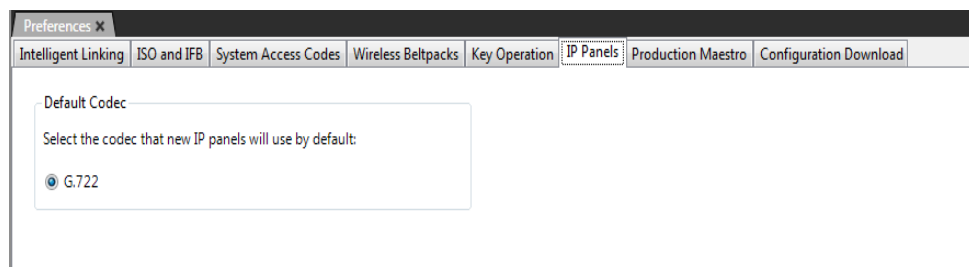 Preferences x
Intelligent Linking ISO and IFB System Access Codes Wireless Beltpacks Key Operation IP Panels Production Maestro Configuration Download
Default Codec
Select the codec that new IP panels will use by default:
G.722